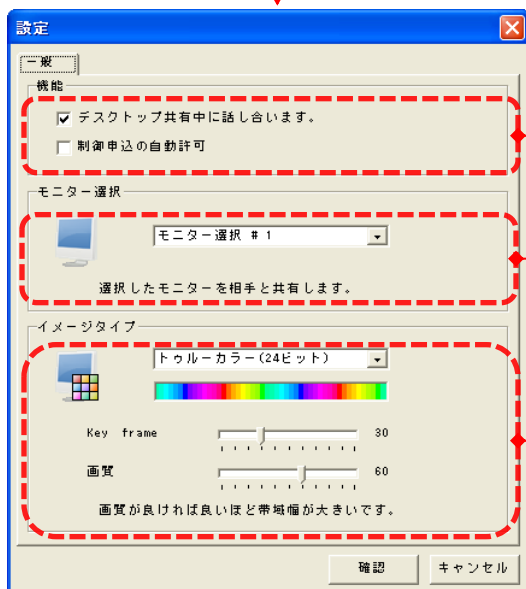 設定
一般
機能
デスクトップ共有中に話し合います。
制御申込の自動許可
モニター選択
モニター選択 # 1
選択したモニターを相手と共有します。
イメージタイプ
トゥルーカラー(24ビット)
Key frame 30
画質 60
画質が良ければ良いほど帯域幅が大きいです。
確認 キャンセル